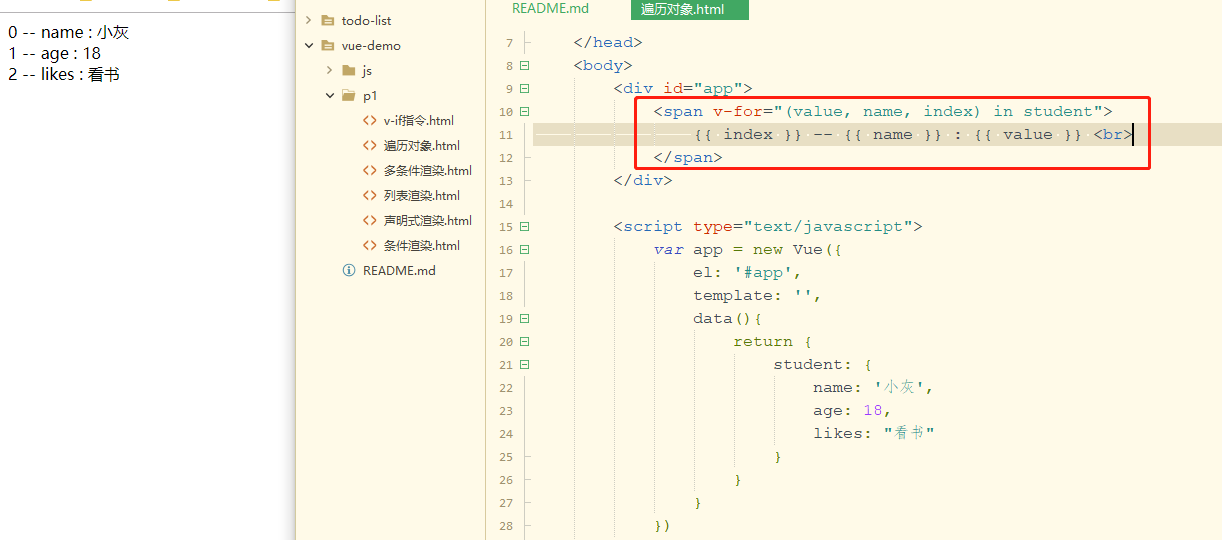 0 -- name : 小灰
1 -- age : 18
2 -- likes : 看书
todo-list
vue-demo
js
p1
v-if指令.html
遍历对象.html
多条件渲染.html
列表渲染.html
声明式渲染.html
条件渲染.html
README.md
README.md
遍历对象.html
7 </head>
8 <body>
9 <div id="app">
10 <span v-for="(value, name, index) in student">
11 {{ index }} -- {{ name }} : {{ value }} <br>
12 </span>
13 </div>
14
15 <script type="text/javascript">
16 var app = new Vue({
17 el: '#app',
18 template: '',
19 data(){
20 return {
21 student: {
22 name: '小灰',
23 age: 18,
24 likes: "看书"
25 }
26 }
27 }
28 })